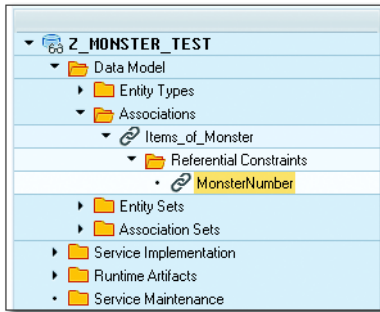 Z_MONSTER_TEST
Data Model
Entity Types
Associations
Items_of_Monster
Referential Constraints
MonsterNumber
Entity Sets
Association Sets
Service Implementation
Runtime Artifacts
Service Maintenance